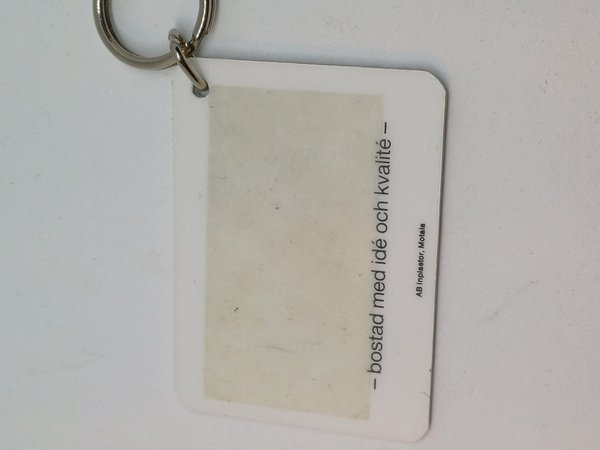 – bostad med idé och kvalité –
AB Inplastor, Motala